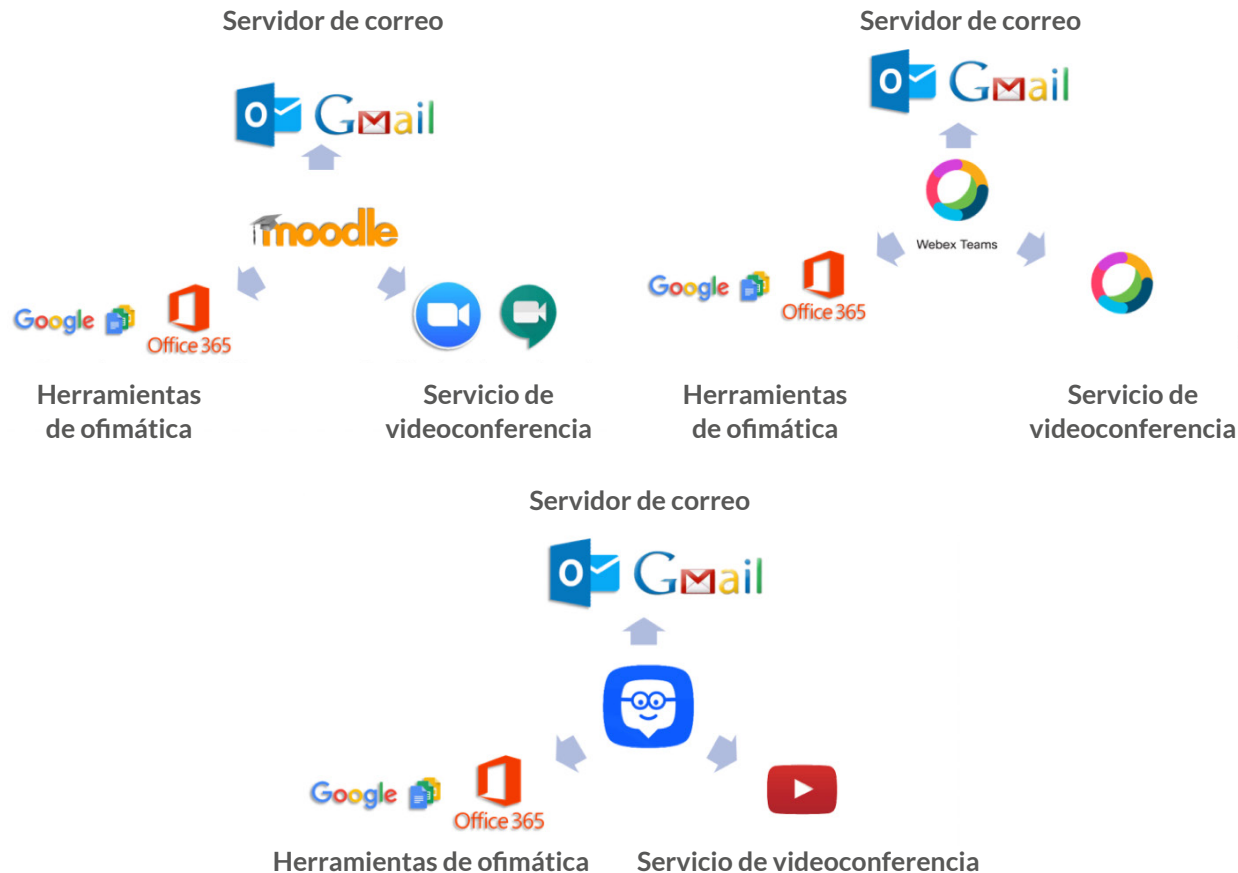 Servidor de correo
Gmail
moodle
Google
Office 365
Herramientas
de ofimática
Servicio de
videoconferencia
Servidor de correo
Gmail
Webex Teams
Google
Office 365
Herramientas
de ofimática
Servicio de
videoconferencia
Servidor de correo
Gmail
Google
Office 365
Herramientas de ofimática
Servicio de videoconferencia